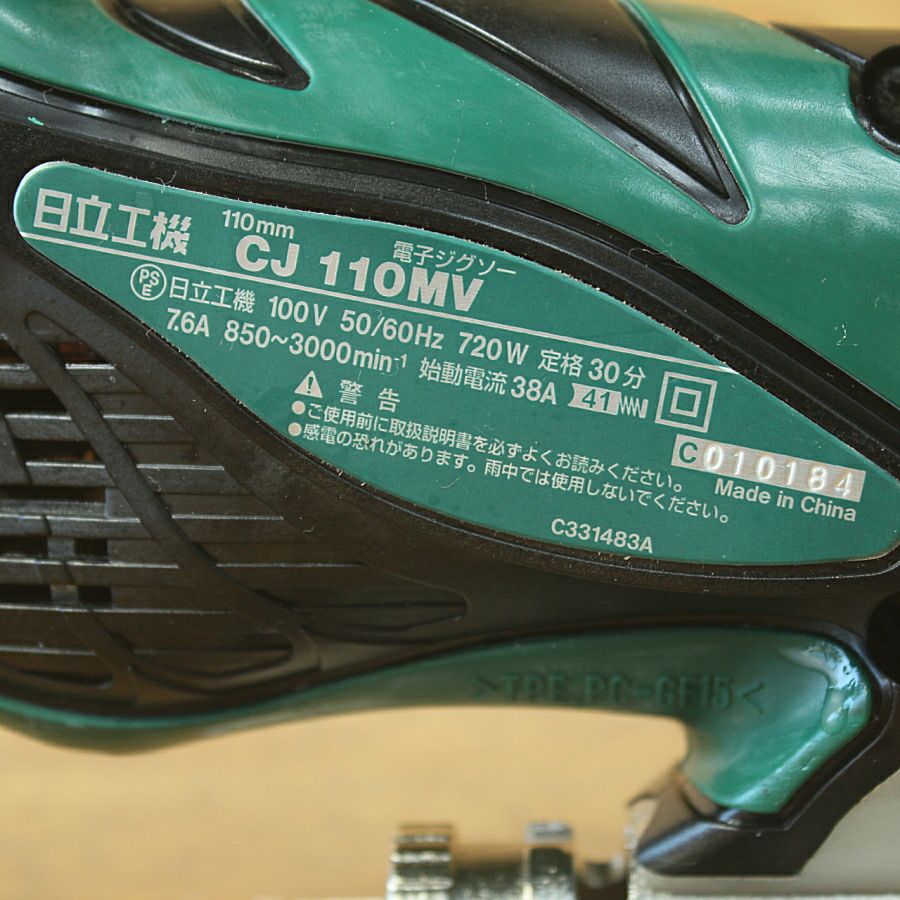 日立工機
110mm
CJ 110MV
電子ジグソー
PSE 日立工機 100V 50/60Hz 720W 定格30分
7.6A 850~3000min⁻¹ 始動電流38A 41
警告
●ご使用前に取扱説明書を必ずよくお読みください。
●感電の恐れがあります。雨中では使用しないでください。
C010184
Made in China
C331483A
>TPE,PC-GF15<